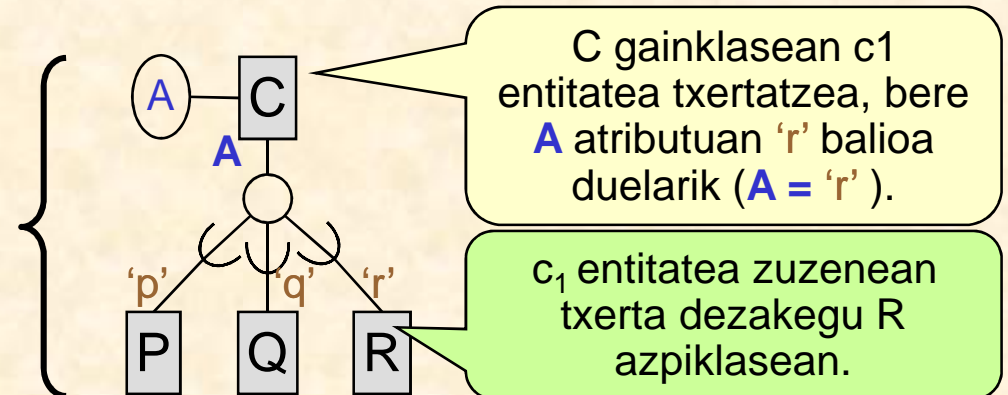 A
C
A
'p'
'q'
'r'
P
Q
R
C gainklasean c1
entitatea txertatzea, bere
A atributuan ‘r’ balioa
duelarik (A = ‘r’ ).
c₁ entitatea zuzenean
txerta dezakegu R
azpiklasean.